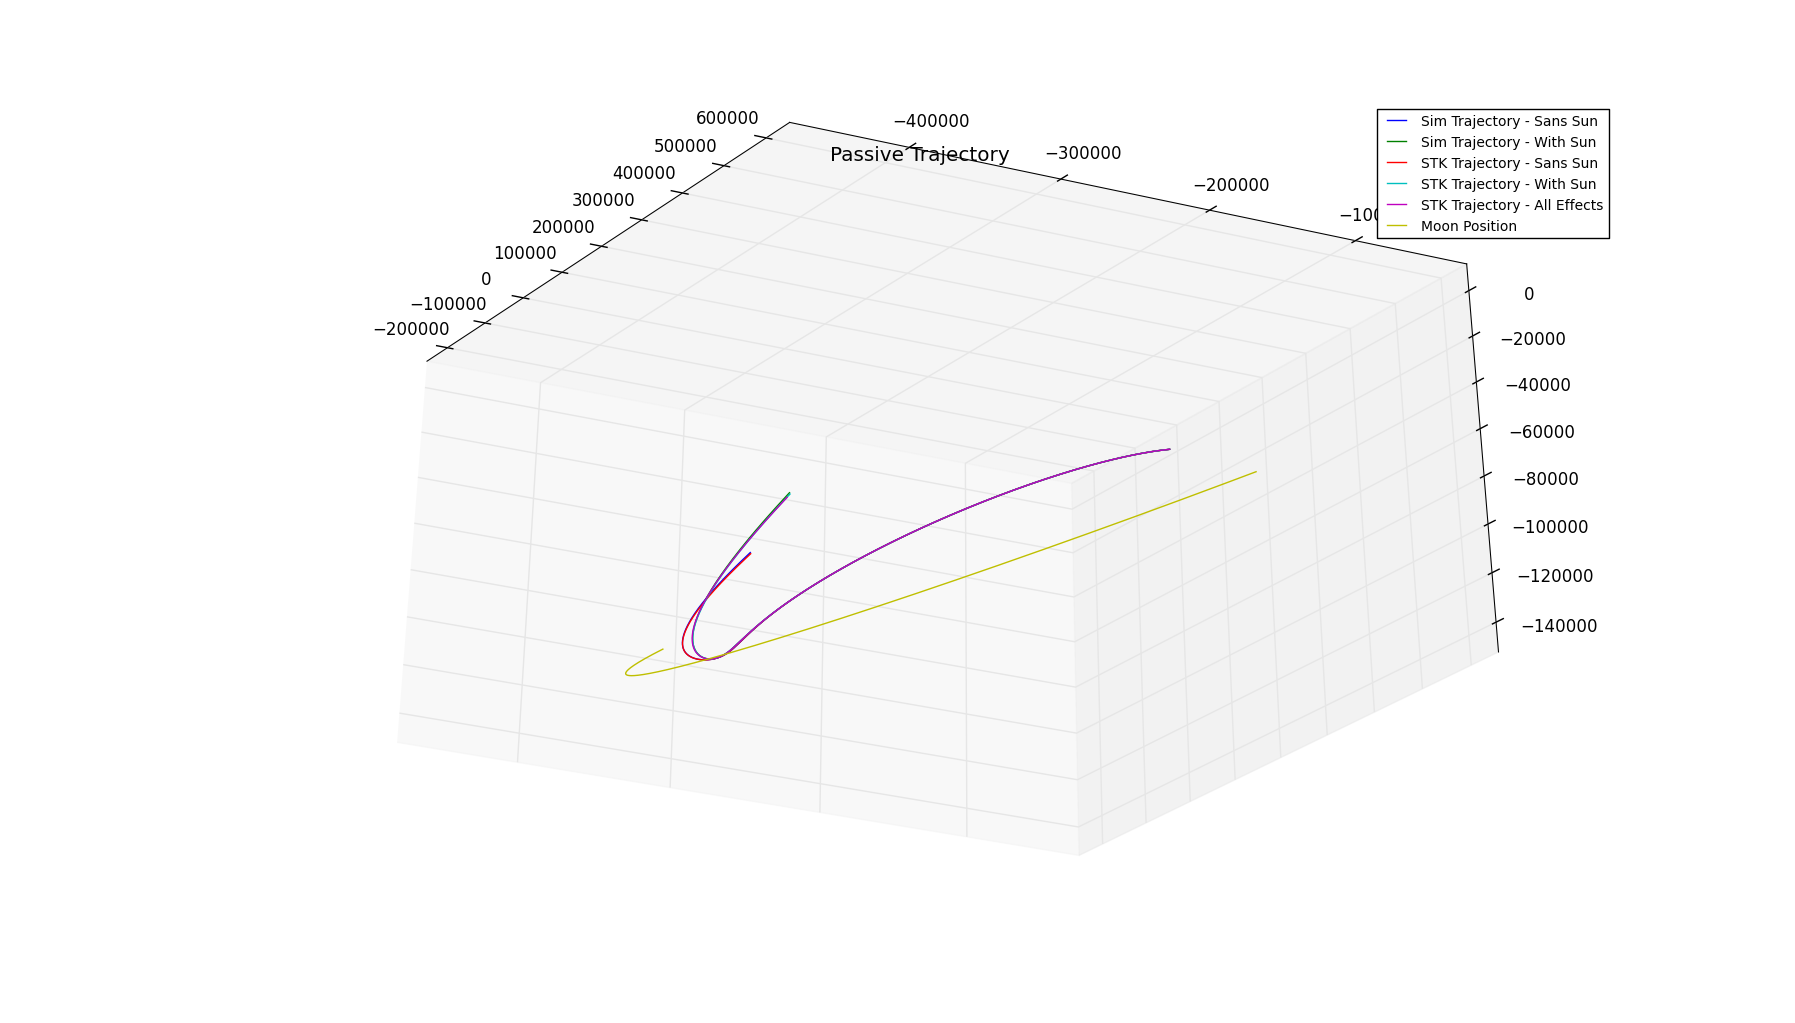 Passive Trajectory
600000
500000
400000
300000
200000
100000
0
−100000
−200000
−400000
−300000
−200000
Sim Trajectory - Sans Sun
Sim Trajectory - With Sun
STK Trajectory - Sans Sun
STK Trajectory - With Sun
STK Trajectory - All Effects
Moon Position
0
−20000
−40000
−60000
−80000
−100000
−120000
−140000